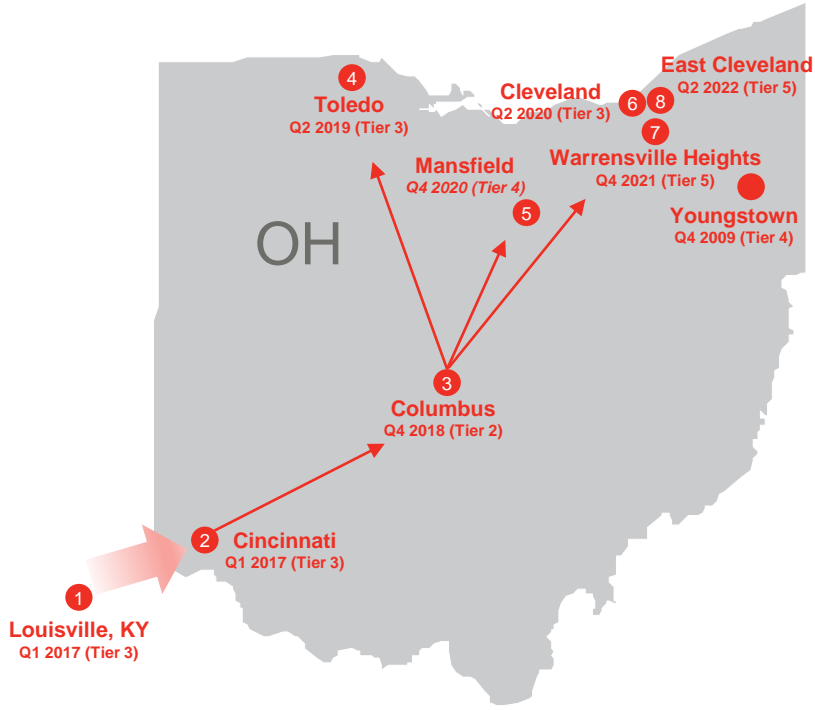 4
Toledo
Q2 2019 (Tier 3)
Cleveland
Q2 2020 (Tier 3)
6
8
East Cleveland
Q2 2022 (Tier 5)
7
Warrensville Heights
Q4 2021 (Tier 5)
Mansfield
Q4 2020 (Tier 4)
5
Youngstown
Q4 2009 (Tier 4)
OH
3
Columbus
Q4 2018 (Tier 2)
2
Cincinnati
Q1 2017 (Tier 3)
1
Louisville, KY
Q1 2017 (Tier 3)